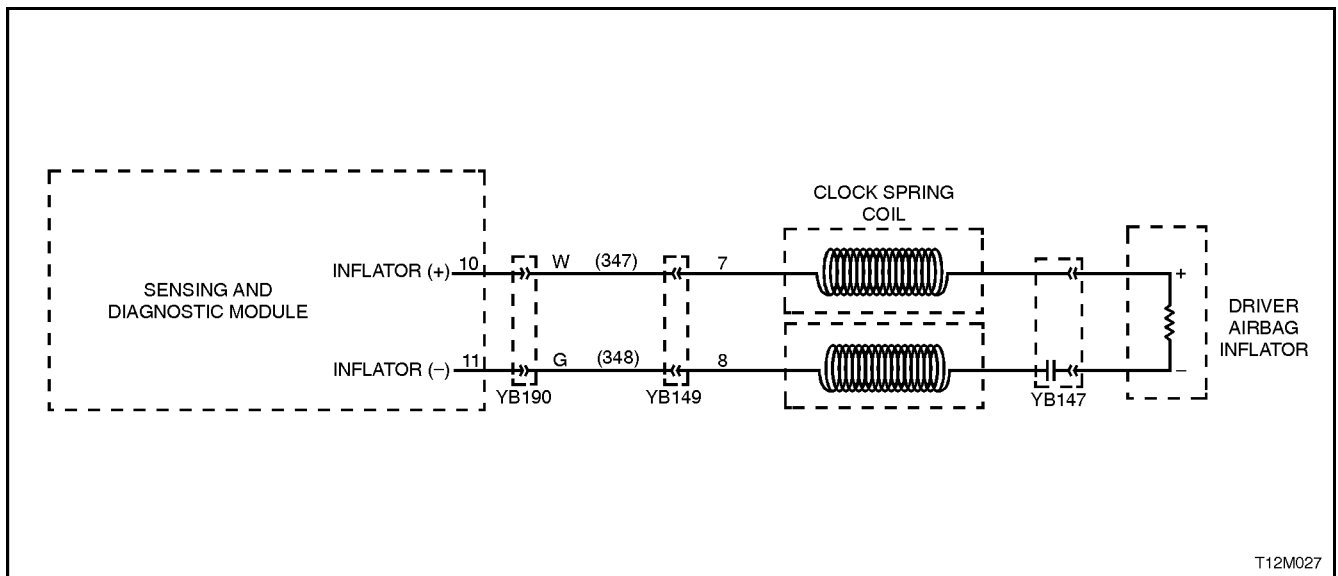 CLOCK SPRING
COIL
SENSING AND
DIAGNOSTIC MODULE
INFLATOR (+) 10 W (347) 7 +
INFLATOR (−) 11 G (348) 8 −
YB190 YB149 YB147
DRIVER
AIRBAG
INFLATOR
T12M027